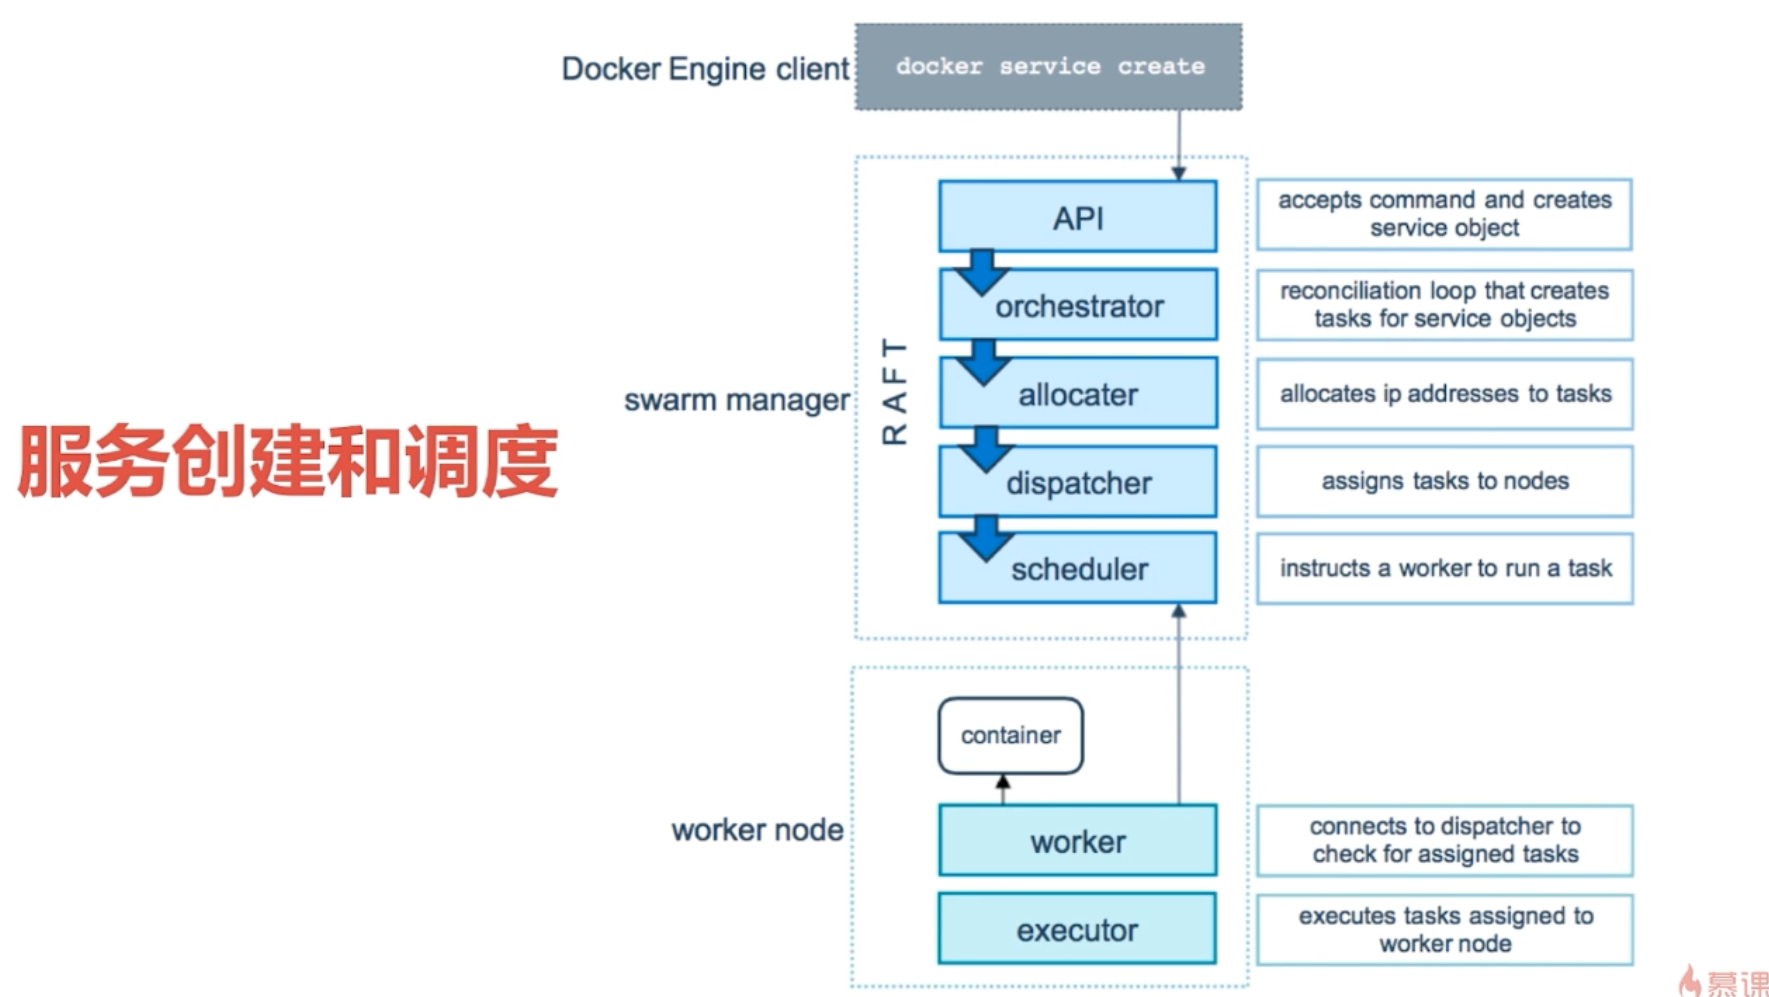 Docker Engine client
docker service create
服务创建和调度
swarm manager
RAFT
API
accepts command and creates
service object
orchestrator
reconciliation loop that creates
tasks for service objects
allocater
allocates ip addresses to tasks
dispatcher
assigns tasks to nodes
scheduler
instructs a worker to run a task
worker node
container
worker
connects to dispatcher to
check for assigned tasks
executor
executes tasks assigned to
worker node
慕课